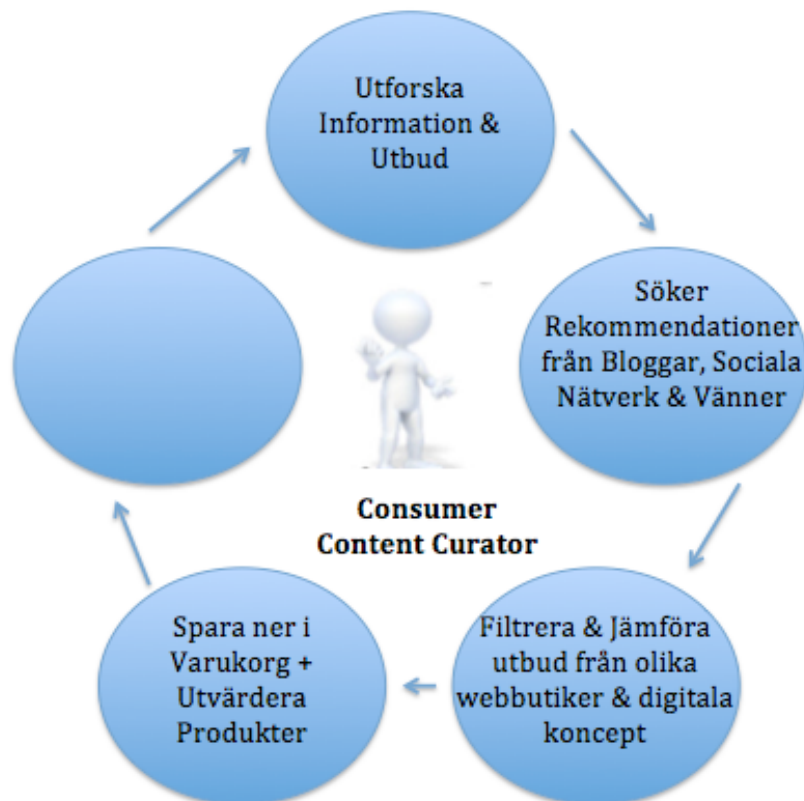 Utforska
Information &
Utbud
Söker
Rekommendationer
från Bloggar, Sociala
Nätverk & Vänner
Filtrera & Jämföra
utbud från olika
webbutiker & digitala
koncept
Spara ner i
Varukorg +
Utvärdera
Produkter
Consumer
Content Curator